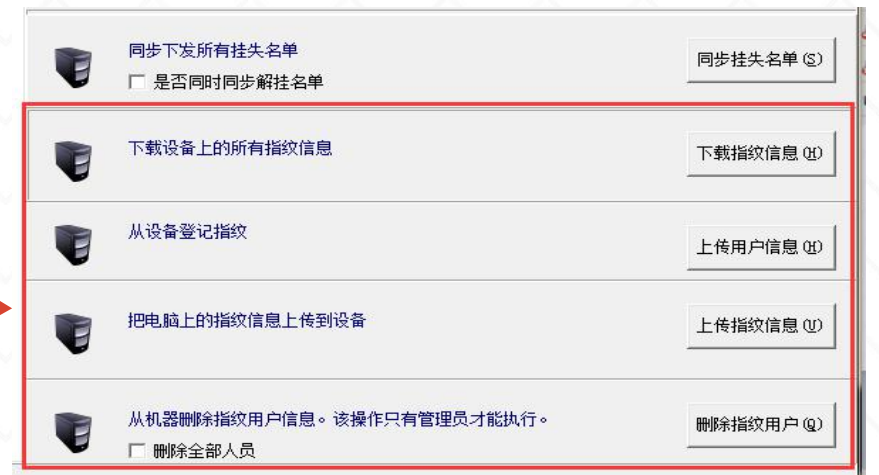 同步下发所有挂失名单
同步挂失名单(S)
是否同时同步解挂名单
下载设备上的所有指纹信息
下载指纹信息(H)
从设备登记指纹
上传用户信息(H)
把电脑上的指纹信息上传到设备
上传指纹信息(U)
从机器删除指纹用户信息。该操作只有管理员才能执行。
删除指纹用户(Q)
删除全部人员